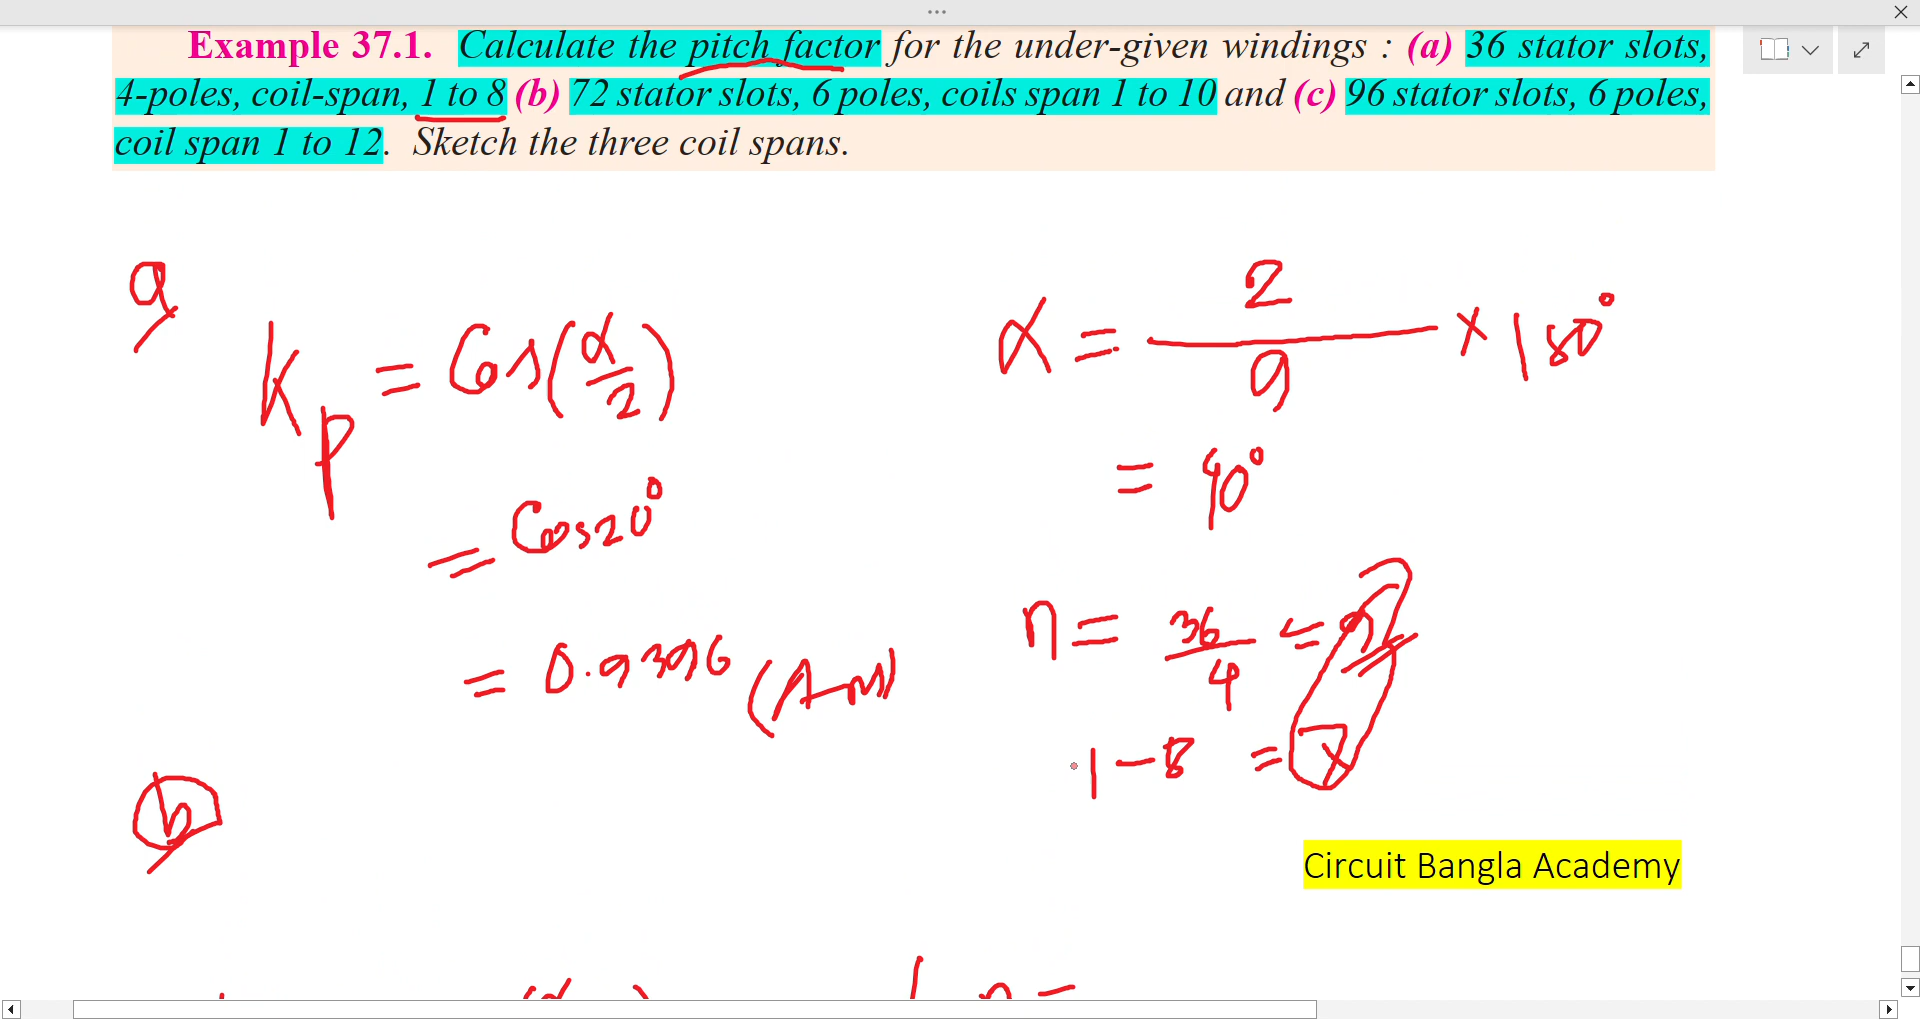 Example 37.1. Calculate the pitch factor for the under-given windings : (a) 36 stator slots,
4-poles, coil-span, 1 to 8 (b) 72 stator slots, 6 poles, coils span 1 to 10 and (c) 96 stator slots, 6 poles,
coil span 1 to 12. Sketch the three coil spans.
a
kp = Cos(α/2)
= Cos20°
= 0.9396 (Ans)
α = 2/9 × 180°
= 40°
n = 36/4 = 9
1 – 8 = 7
b
Circuit Bangla Academy
n =